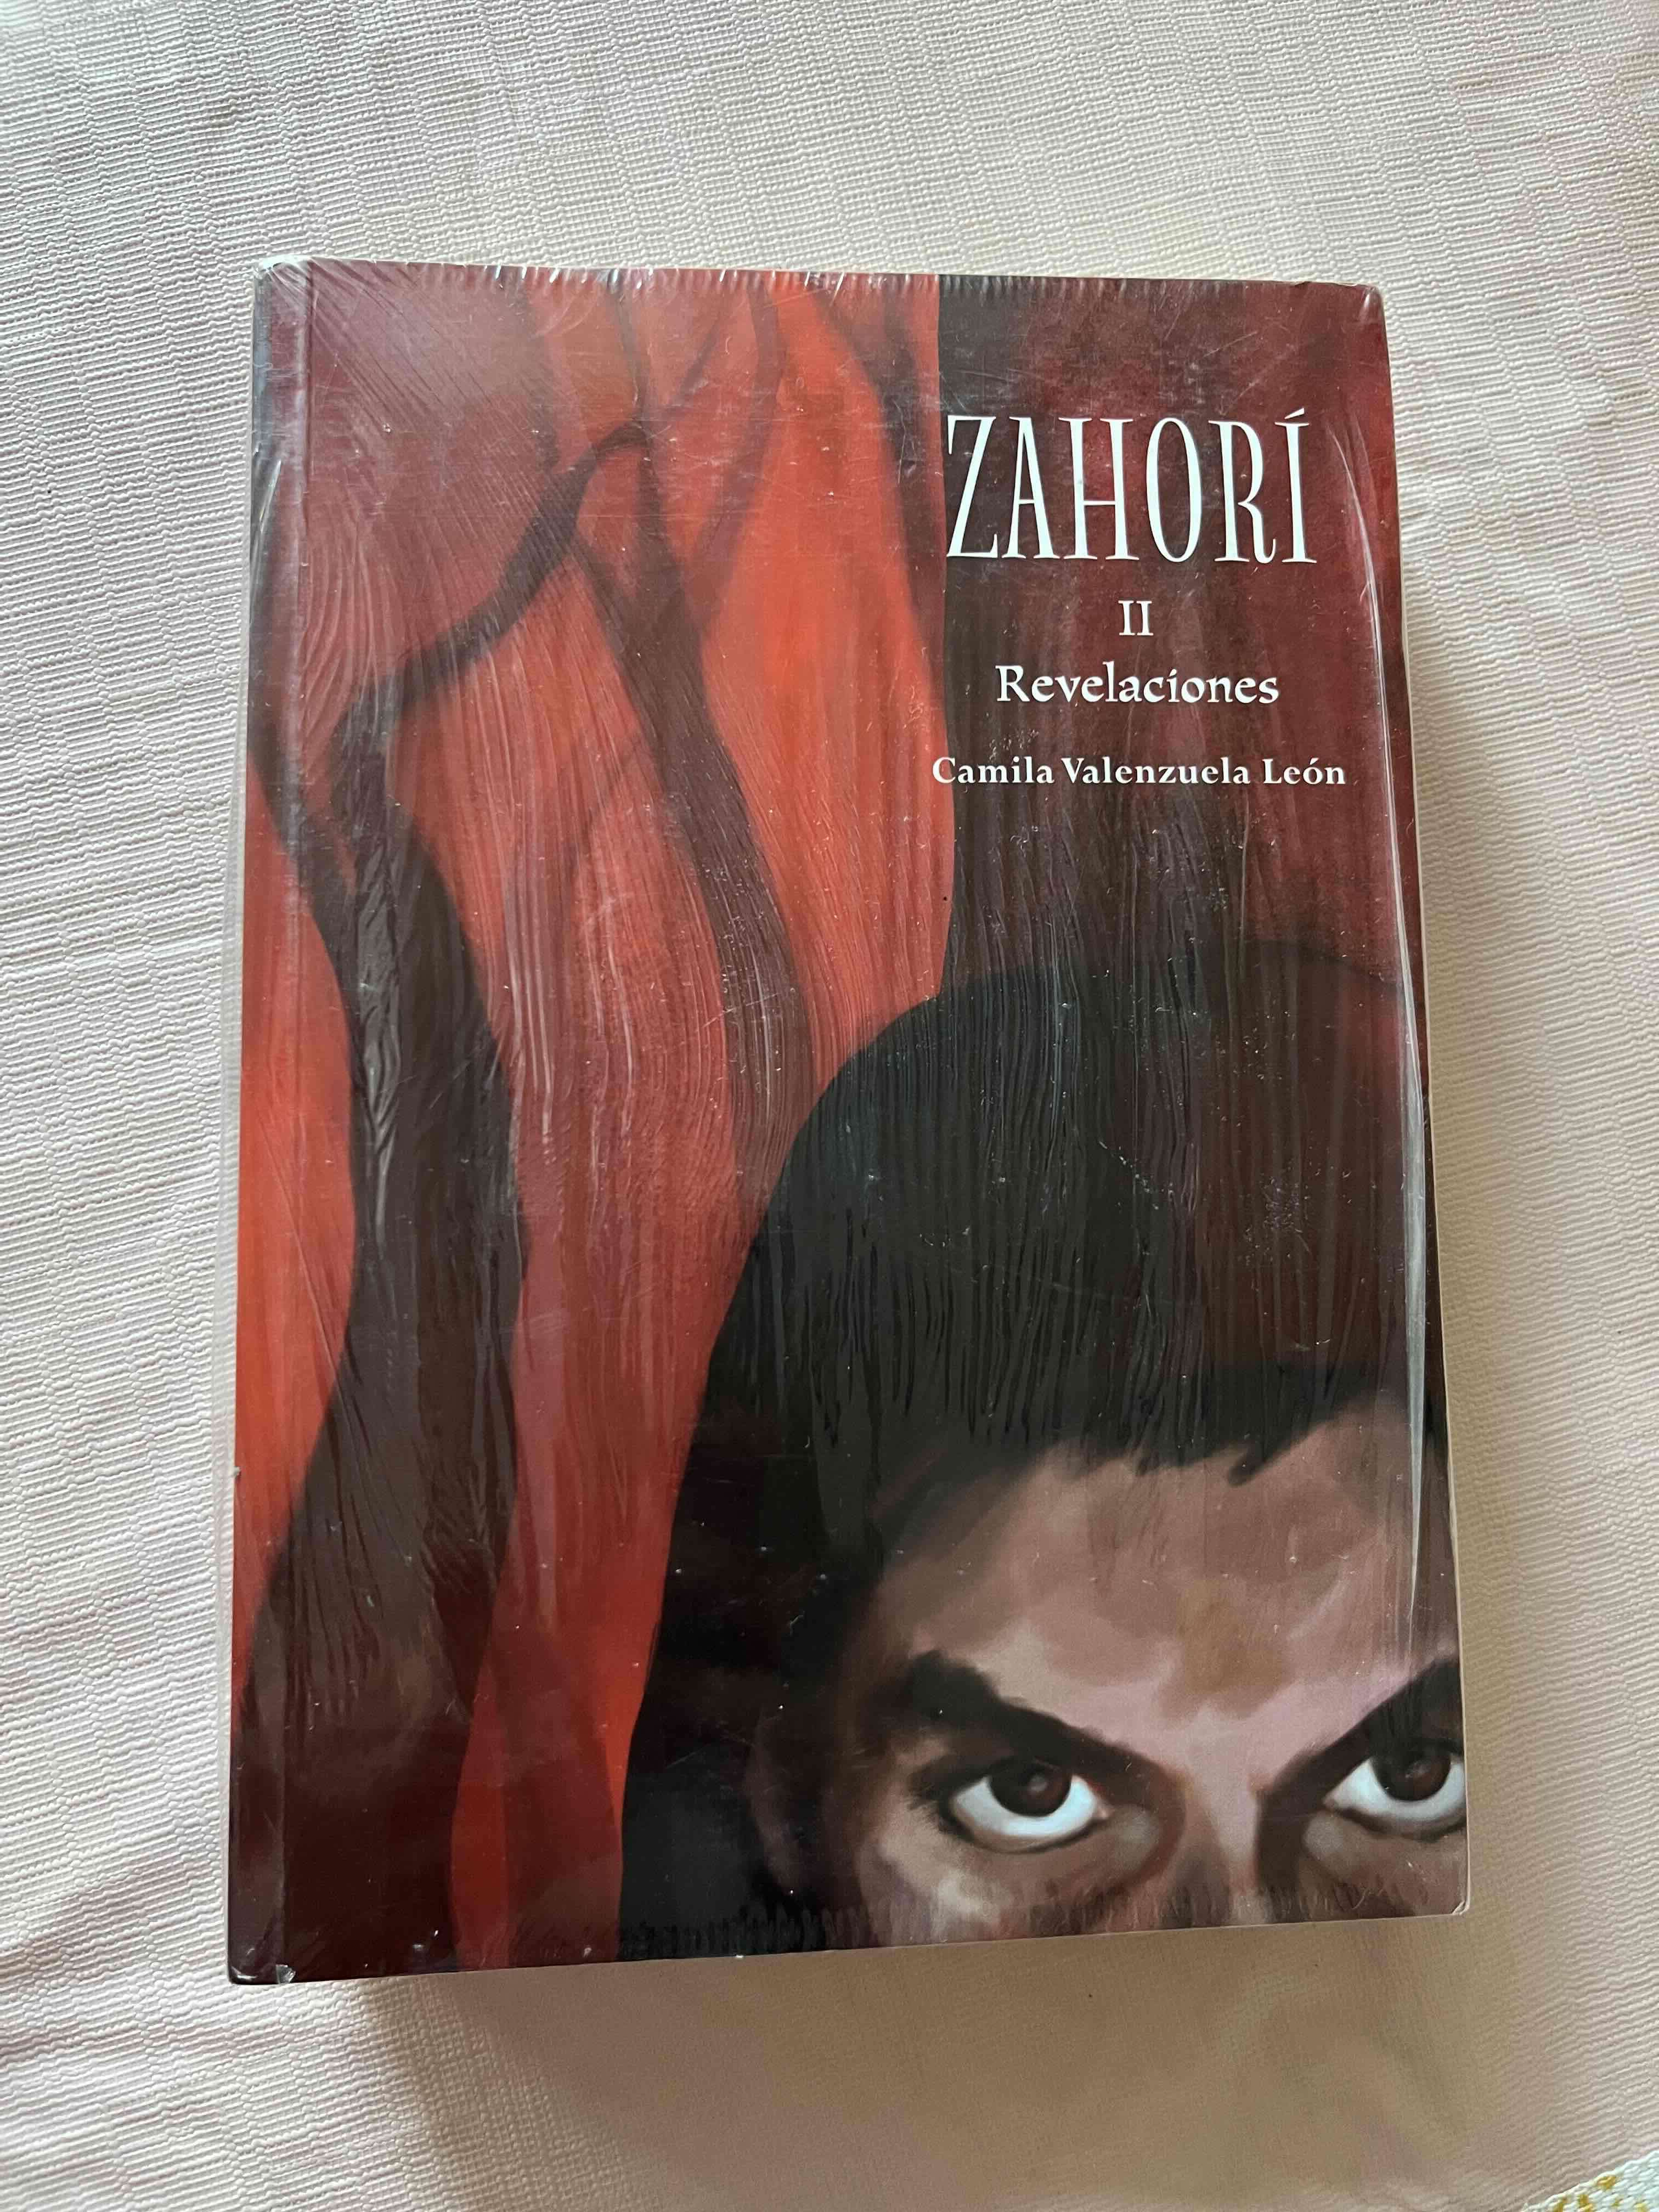 ZAHORÍ
II
Revelaciones
Camila Valenzuela León